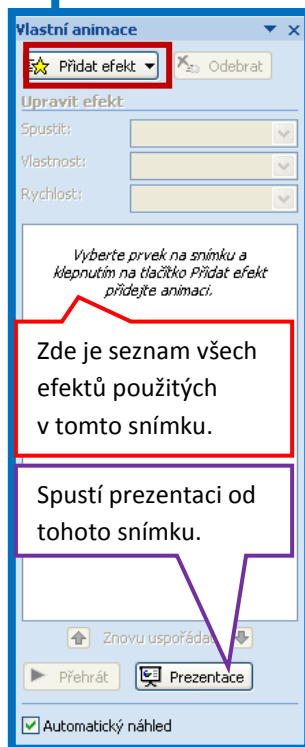 Vlastní animace
Přidat efekt
Odebrat
Upravit efekt
Spustit:
Vlastnost:
Rychlost:
Vyberte prvek na snímku a
klepnutím na tlačítko Přidat efekt
přidejte animaci.
Zde je seznam všech
efektů použitých
v tomto snímku.
Spustí prezentaci od
tohoto snímku.
Znovu uspořádat
Přehrát
Prezentace
Automatický náhled